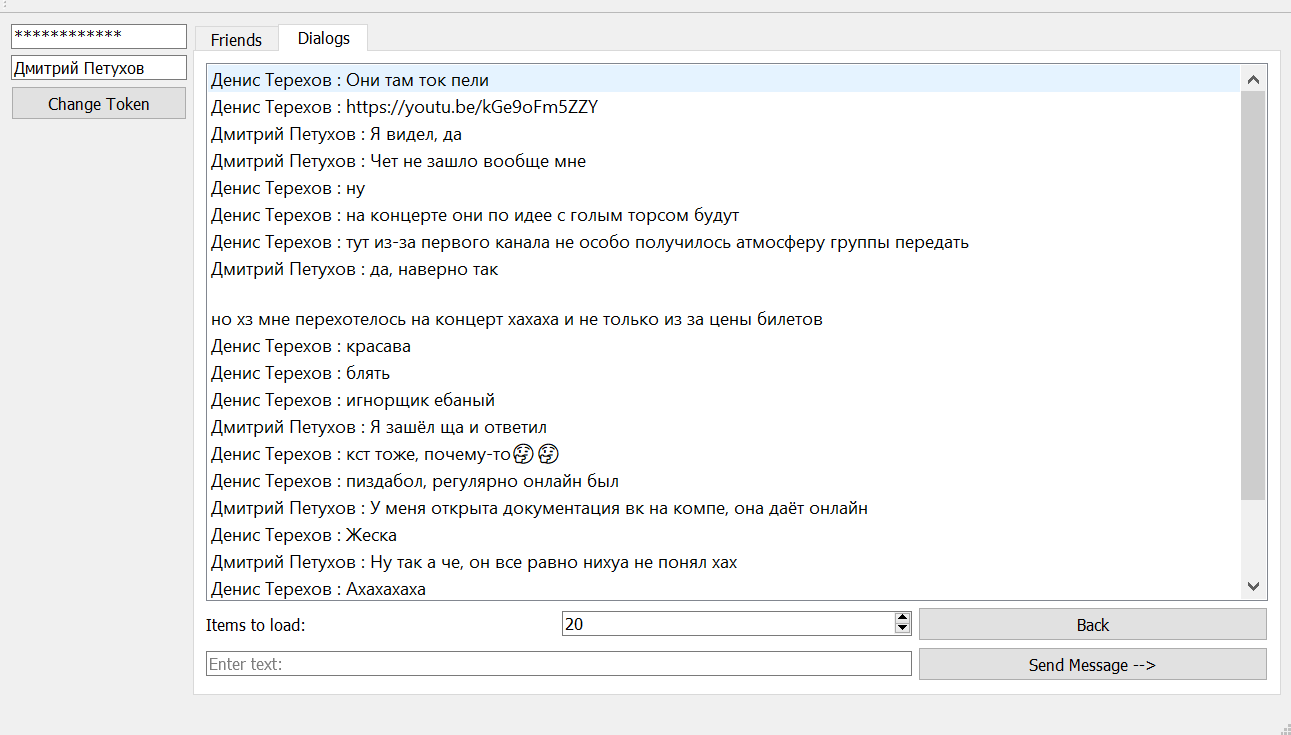 ************
Friends
Dialogs
Дмитрий Петухов
Change Token
Денис Терехов : Они там ток пели
Денис Терехов : https://youtu.be/kGe9oFm5ZZY
Дмитрий Петухов : Я видел, да
Дмитрий Петухов : Чет не зашло вообще мне
Денис Терехов : ну
Денис Терехов : на концерте они по идее с голым торсом будут
Денис Терехов : тут из-за первого канала не особо получилось атмосферу группы передать
Дмитрий Петухов : да, наверно так
но хз мне перехотелось на концерт хахаха и не только из за цены билетов
Денис Терехов : красава
Денис Терехов : блять
Денис Терехов : игнорщик ебаный
Дмитрий Петухов : Я зашёл ща и ответил
Денис Терехов : кст тоже, почему-то🤔🤔
Денис Терехов : пиздабол, регулярно онлайн был
Дмитрий Петухов : У меня открыта документация вк на компе, она даёт онлайн
Денис Терехов : Жеска
Дмитрий Петухов : Ну так а че, он все равно нихуа не понял хах
Денис Терехов : Ахахахаха
Items to load:
20
Back
Enter text:
Send Message -->